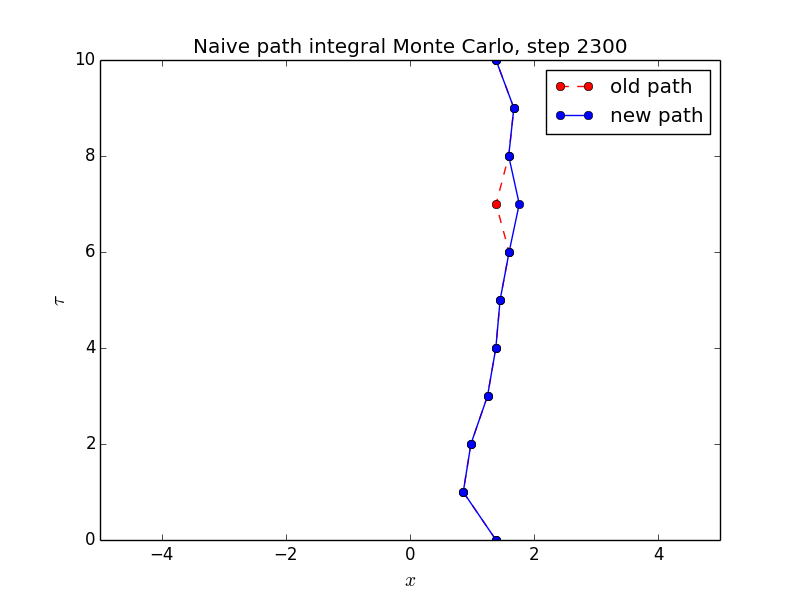 Naive path integral Monte Carlo, step 2300
old path
new path
10
8
6
4
2
0
τ
−4 −2 0 2 4
x